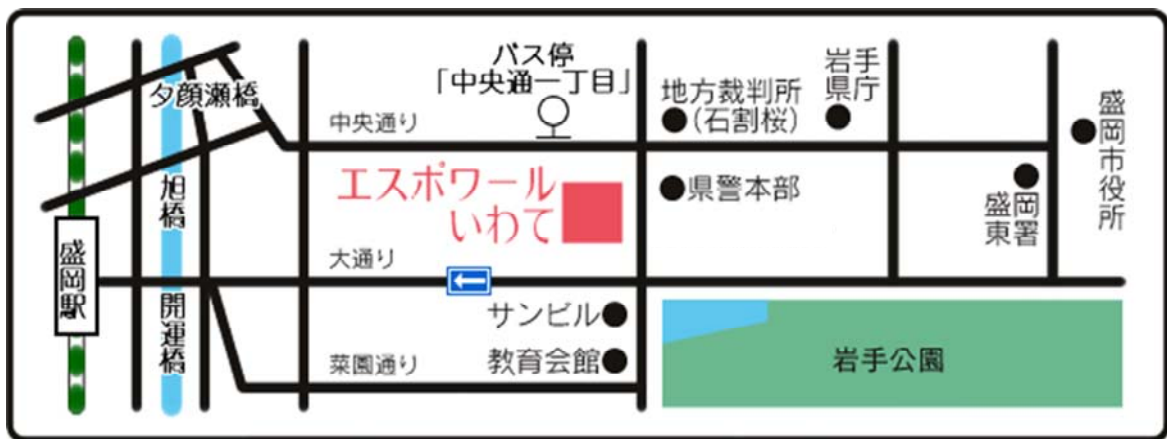 バス停
「中央通一丁目」
岩手
県庁
地方裁判所
(石割桜)
盛岡市役所
夕顔瀬橋
中央通り
エスポワール
いわて
県警本部
盛岡
東署
旭橋
大通り
盛岡駅
開運橋
サンビル
教育会館
菜園通り
岩手公園